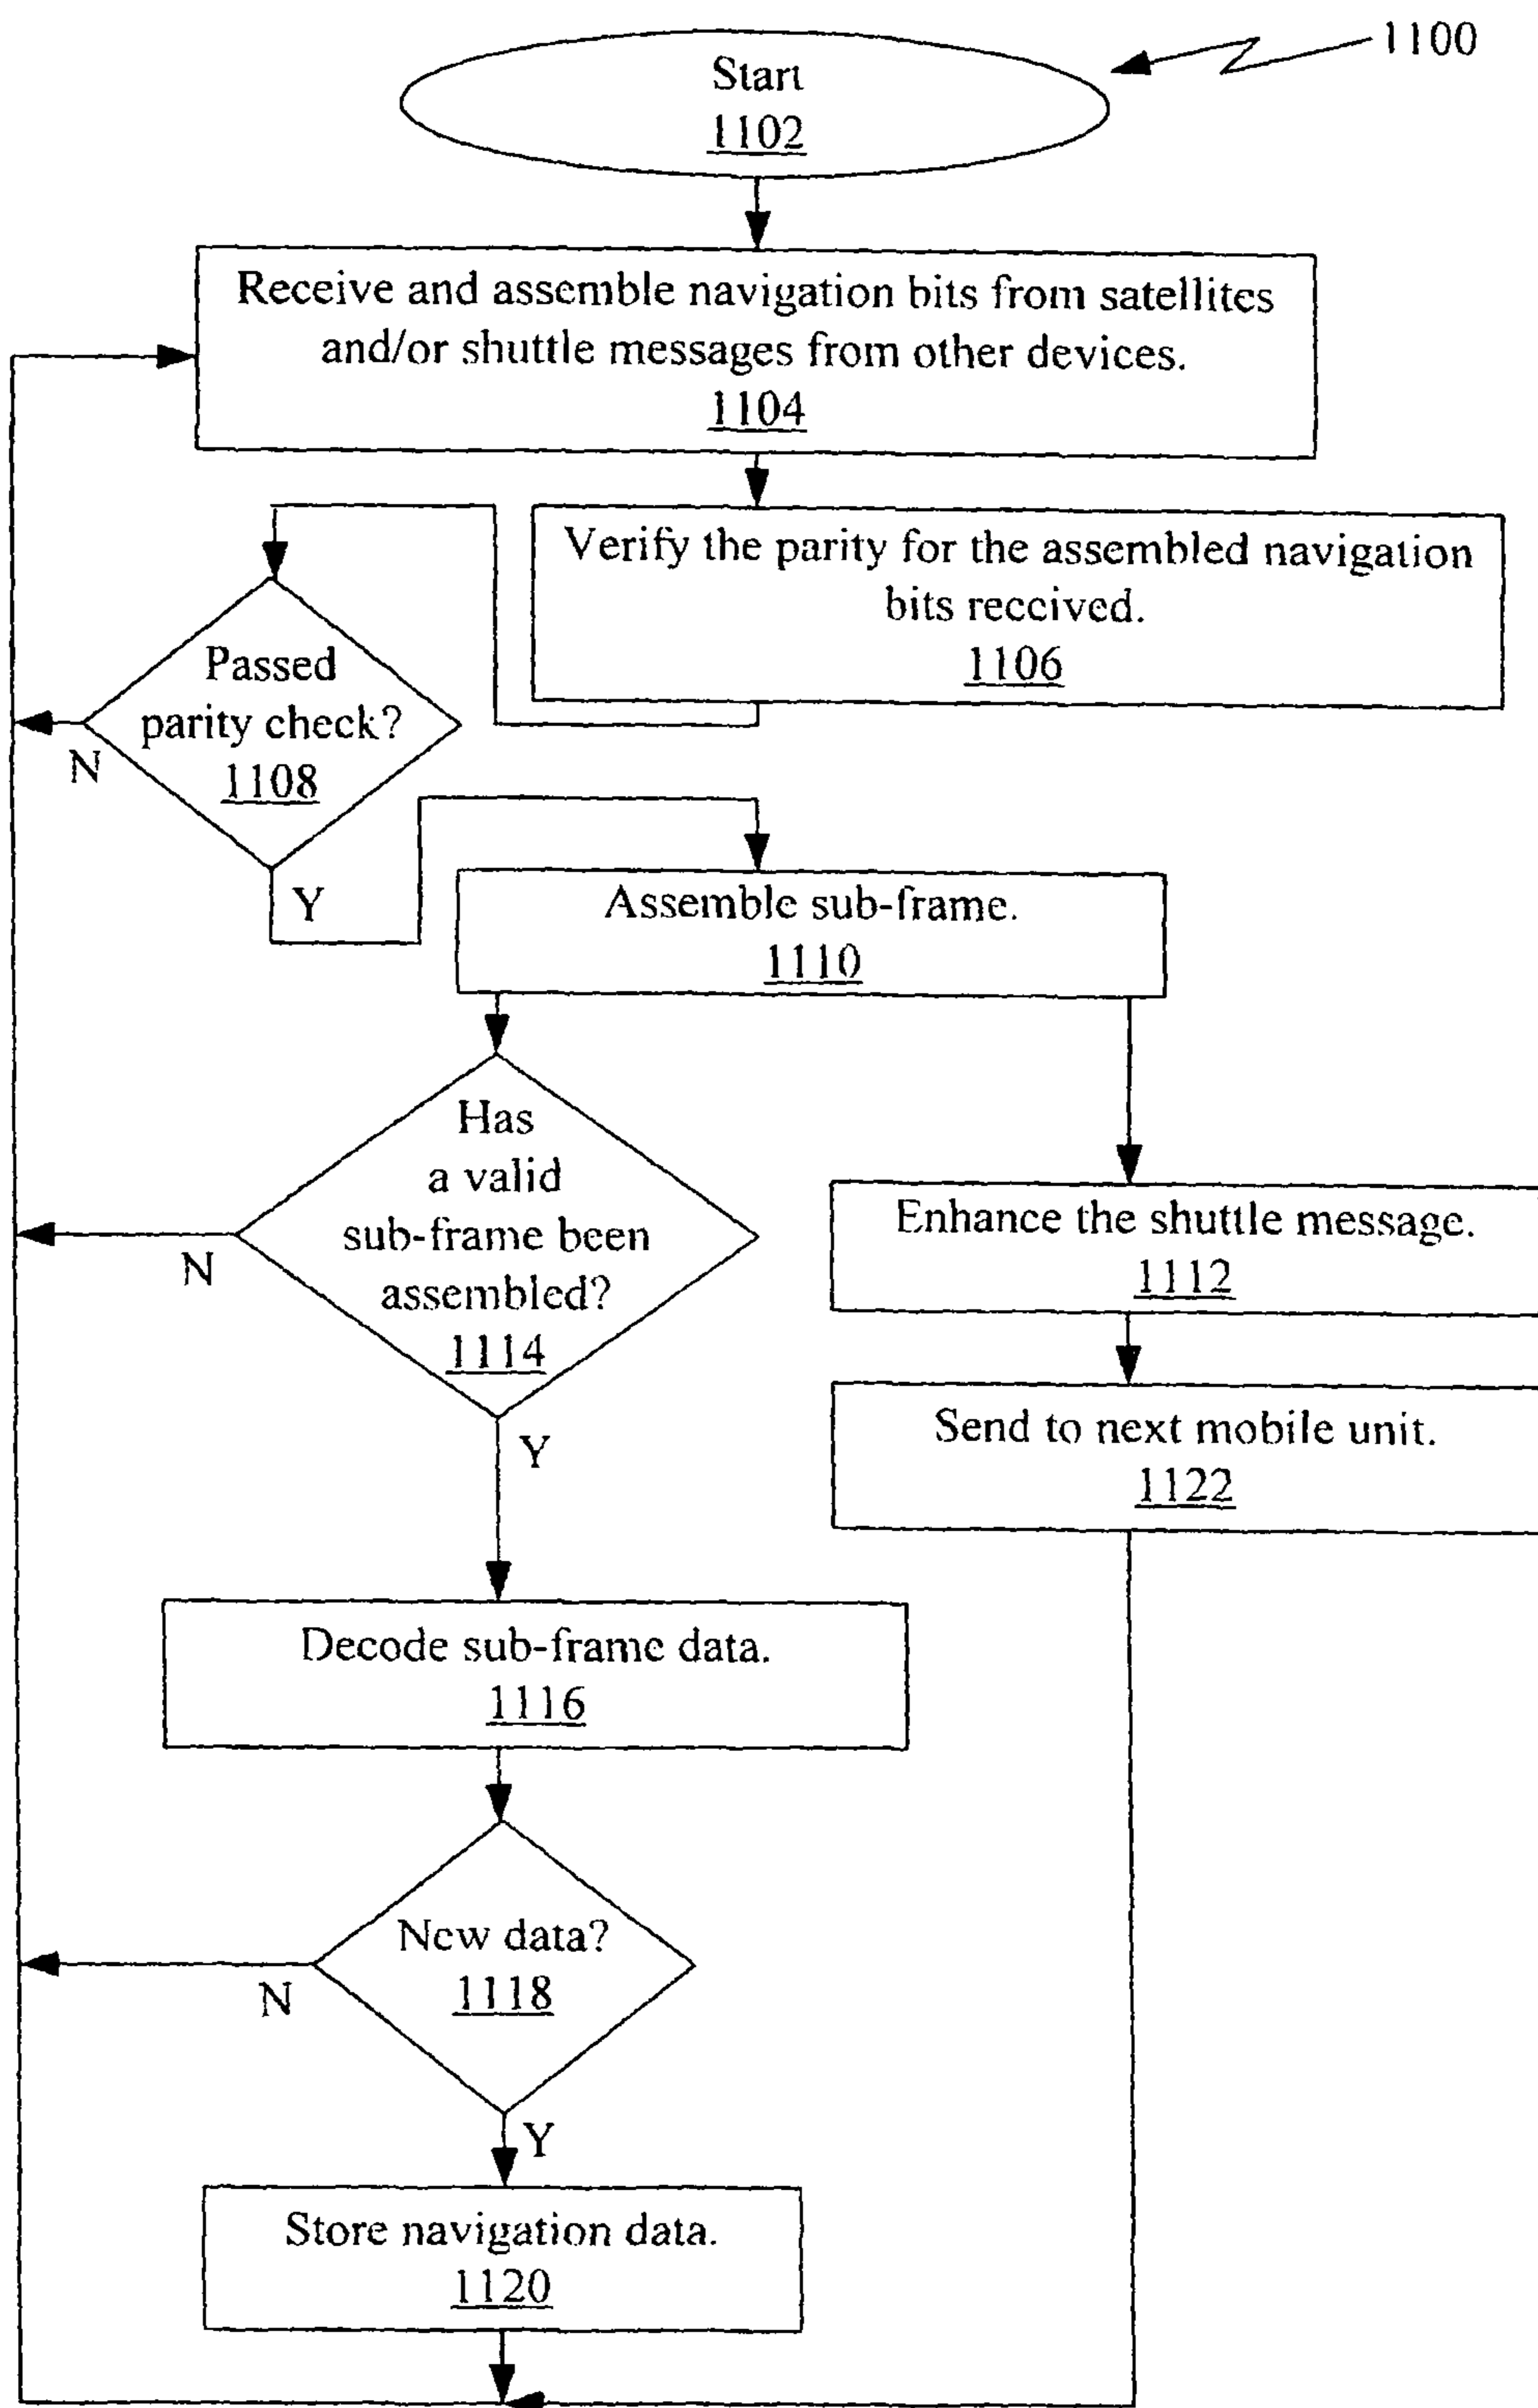 1100
Start
1102
Receive and assemble navigation bits from satellites
and/or shuttle messages from other devices.
1104
Verify the parity for the assembled navigation
bits received.
1106
Passed
parity check?
1108
N
Y
Assemble sub-frame.
1110
Has
a valid
sub-frame been
assembled?
1114
N
Y
Enhance the shuttle message.
1112
Send to next mobile unit.
1122
Decode sub-frame data.
1116
New data?
1118
N
Y
Store navigation data.
1120